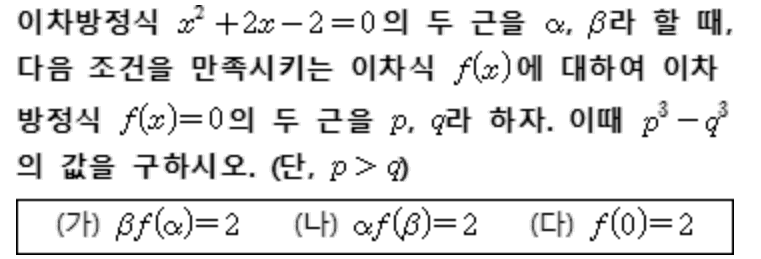 이차방정식 x² + 2x − 2 = 0의 두 근을 α, β라 할 때,
다음 조건을 만족시키는 이차식 f(x)에 대하여 이차
방정식 f(x) = 0의 두 근을 p, q라 하자. 이때 p³ − q³
의 값을 구하시오. (단, p > q)
(가) βf(α) = 2 (나) αf(β) = 2 (다) f(0) = 2